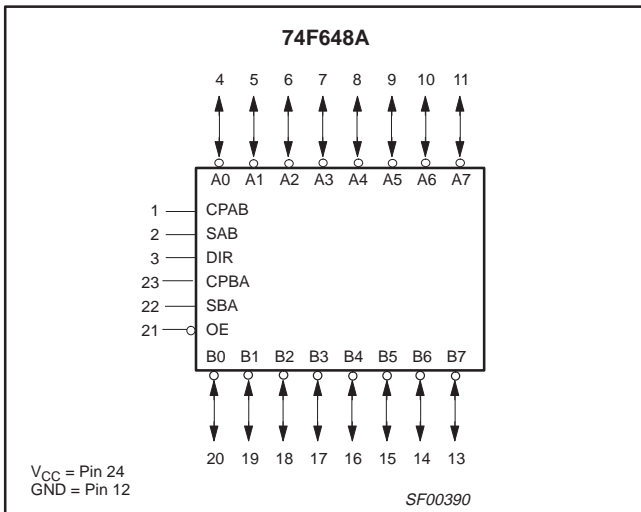 74F648A
4 5 6 7 8 9 10 11
A0 A1 A2 A3 A4 A5 A6 A7
1 CPAB
2 SAB
3 DIR
23 CPBA
22 SBA
21 OE
B0 B1 B2 B3 B4 B5 B6 B7
20 19 18 17 16 15 14 13
VCC = Pin 24
GND = Pin 12
SF00390